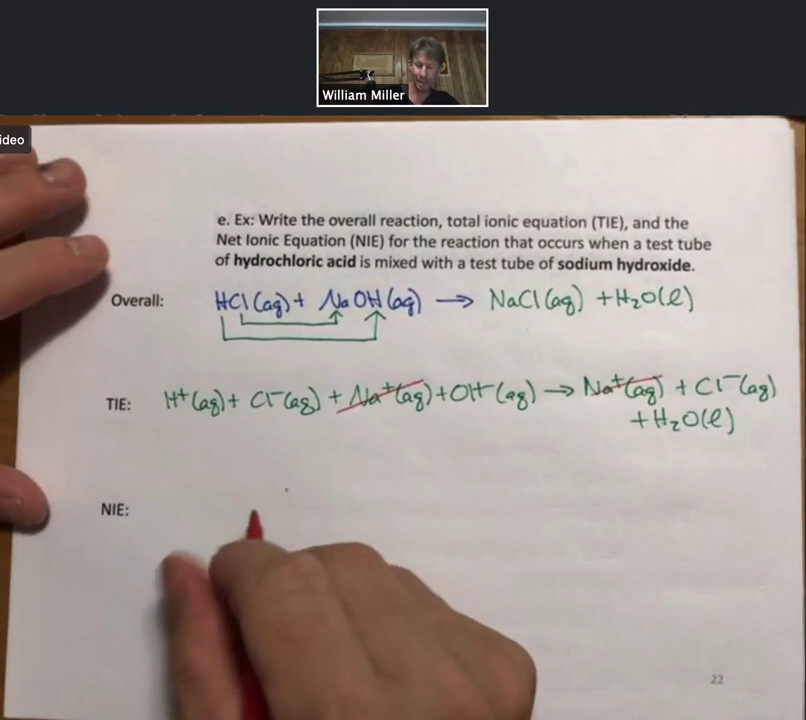 William Miller
ideo
e. Ex: Write the overall reaction, total ionic equation (TIE), and the
Net Ionic Equation (NIE) for the reaction that occurs when a test tube
of hydrochloric acid is mixed with a test tube of sodium hydroxide.
Overall: HCl(aq) + NaOH(aq) → NaCl(aq) + H₂O(l)
TIE: H⁺(aq) + Cl⁻(aq) + Na⁺(aq) + OH⁻(aq) → Na⁺(aq) + Cl⁻(aq)
+ H₂O(l)
NIE:
22